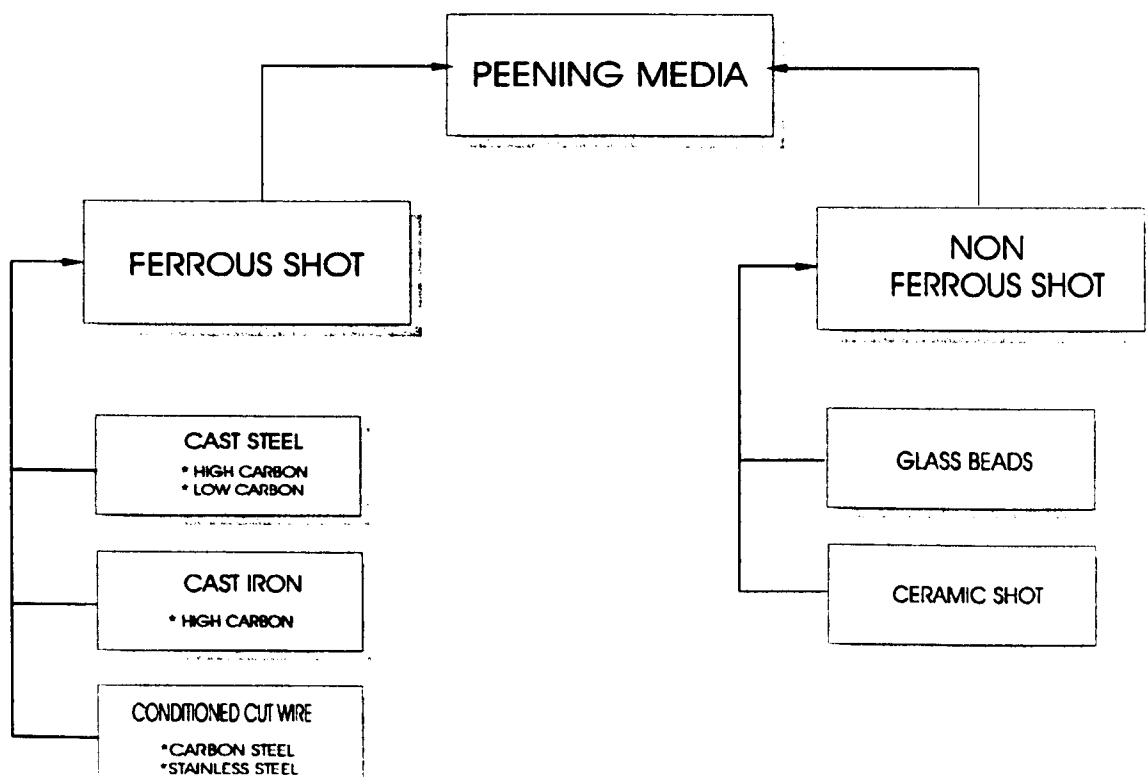 PEENING MEDIA
FERROUS SHOT
NON
FERROUS SHOT
CAST STEEL
* HIGH CARBON
* LOW CARBON
GLASS BEADS
CAST IRON
* HIGH CARBON
CERAMIC SHOT
CONDITIONED CUT WIRE
*CARBON STEEL
*STAINLESS STEEL